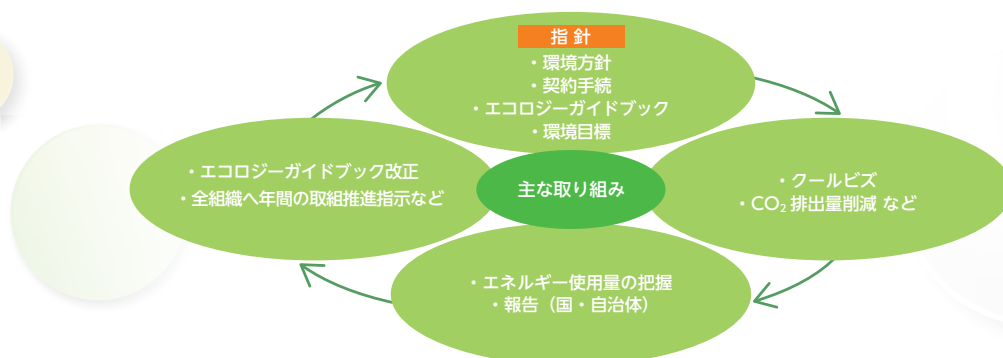 指針
・環境方針
・契約手続
・エコロジーガイドブック
・環境目標
・エコロジーガイドブック改正
・全組織へ年間の取組推進指示など
主な取り組み
・クールビズ
・CO₂ 排出量削減 など
・エネルギー使用量の把握
・報告（国・自治体）